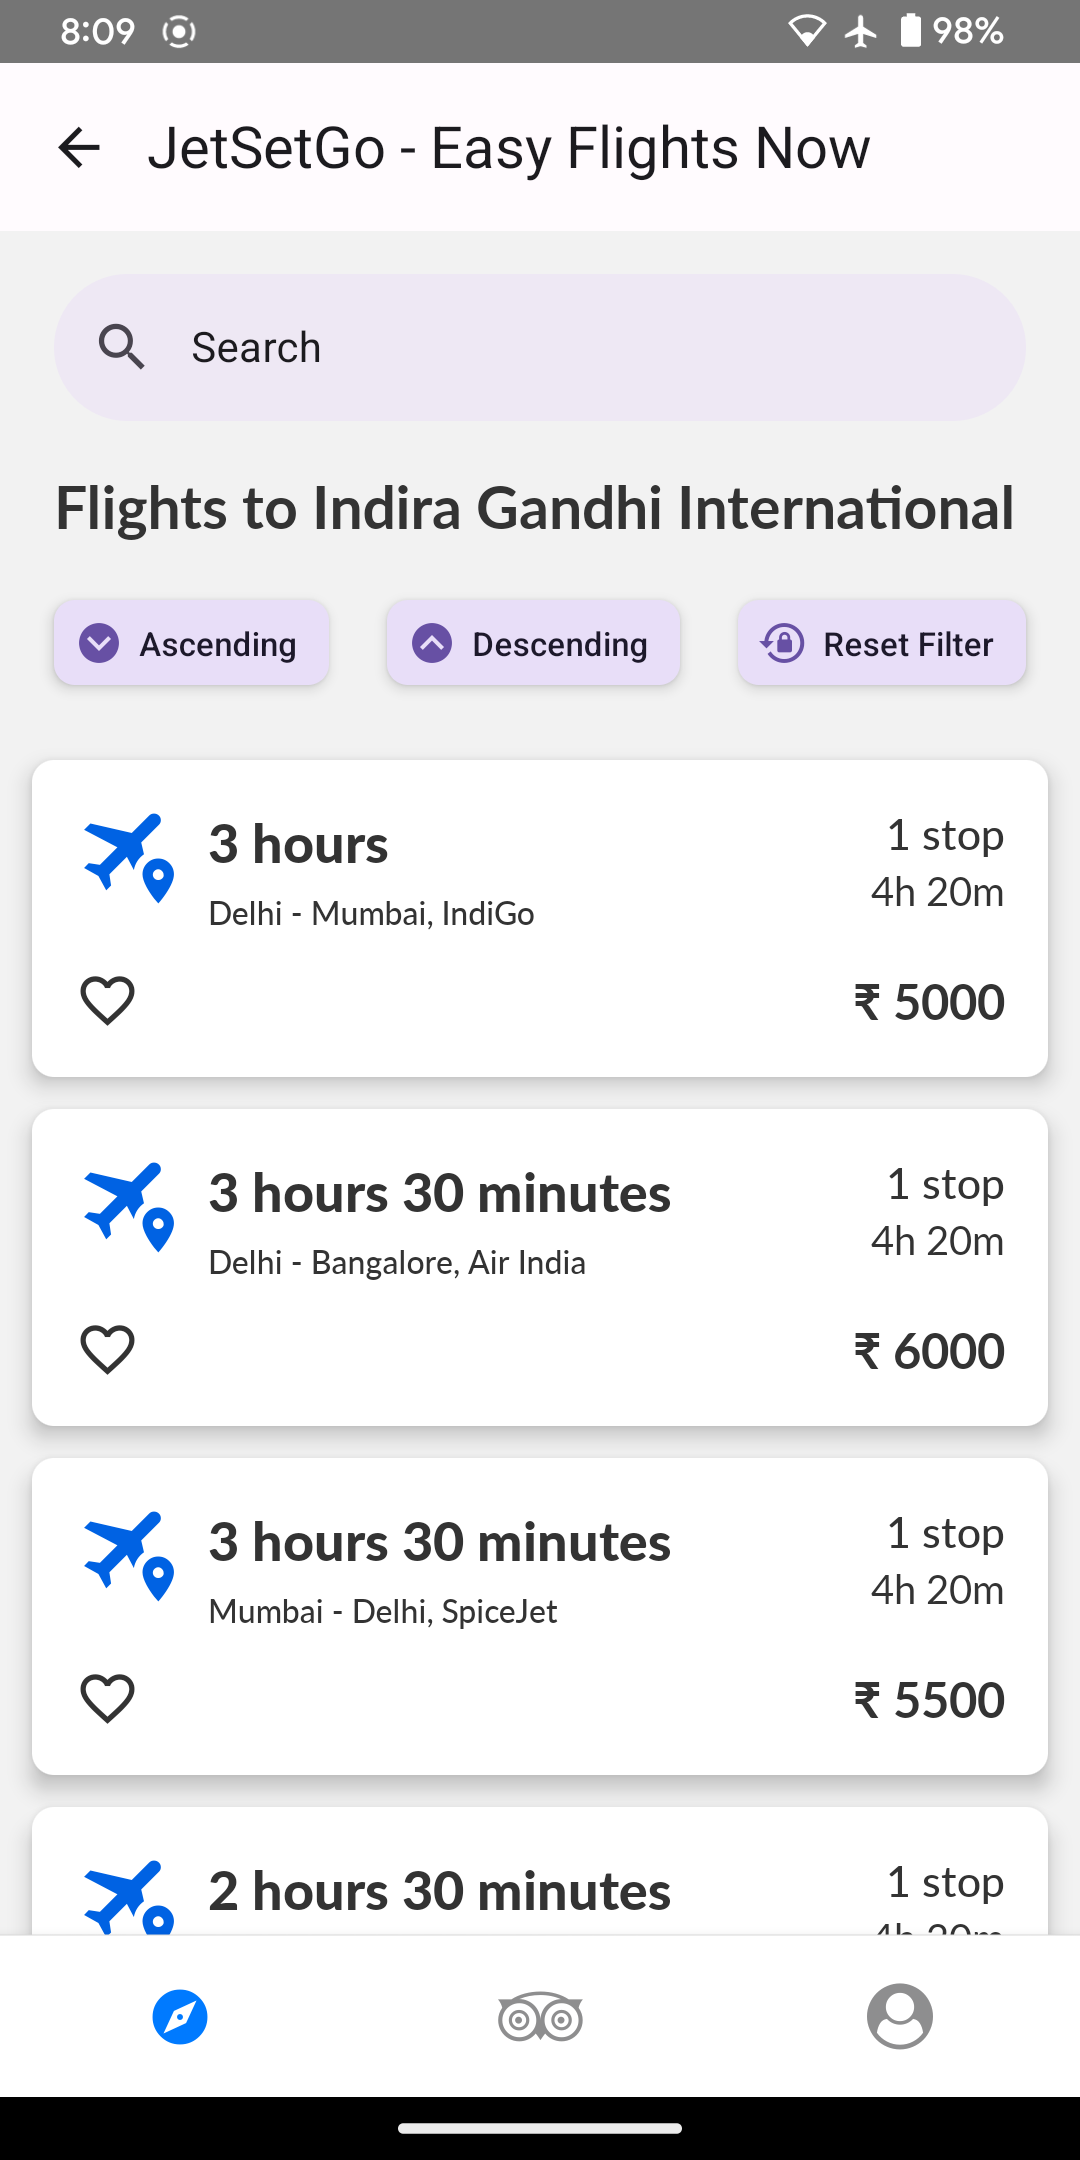 8:09
98%
JetSetGo - Easy Flights Now
Search
Flights to Indira Gandhi International
Ascending
Descending
Reset Filter
3 hours
1 stop
Delhi - Mumbai, IndiGo
4h 20m
₹ 5000
3 hours 30 minutes
1 stop
Delhi - Bangalore, Air India
4h 20m
₹ 6000
3 hours 30 minutes
1 stop
Mumbai - Delhi, SpiceJet
4h 20m
₹ 5500
2 hours 30 minutes
1 stop
4h 20m